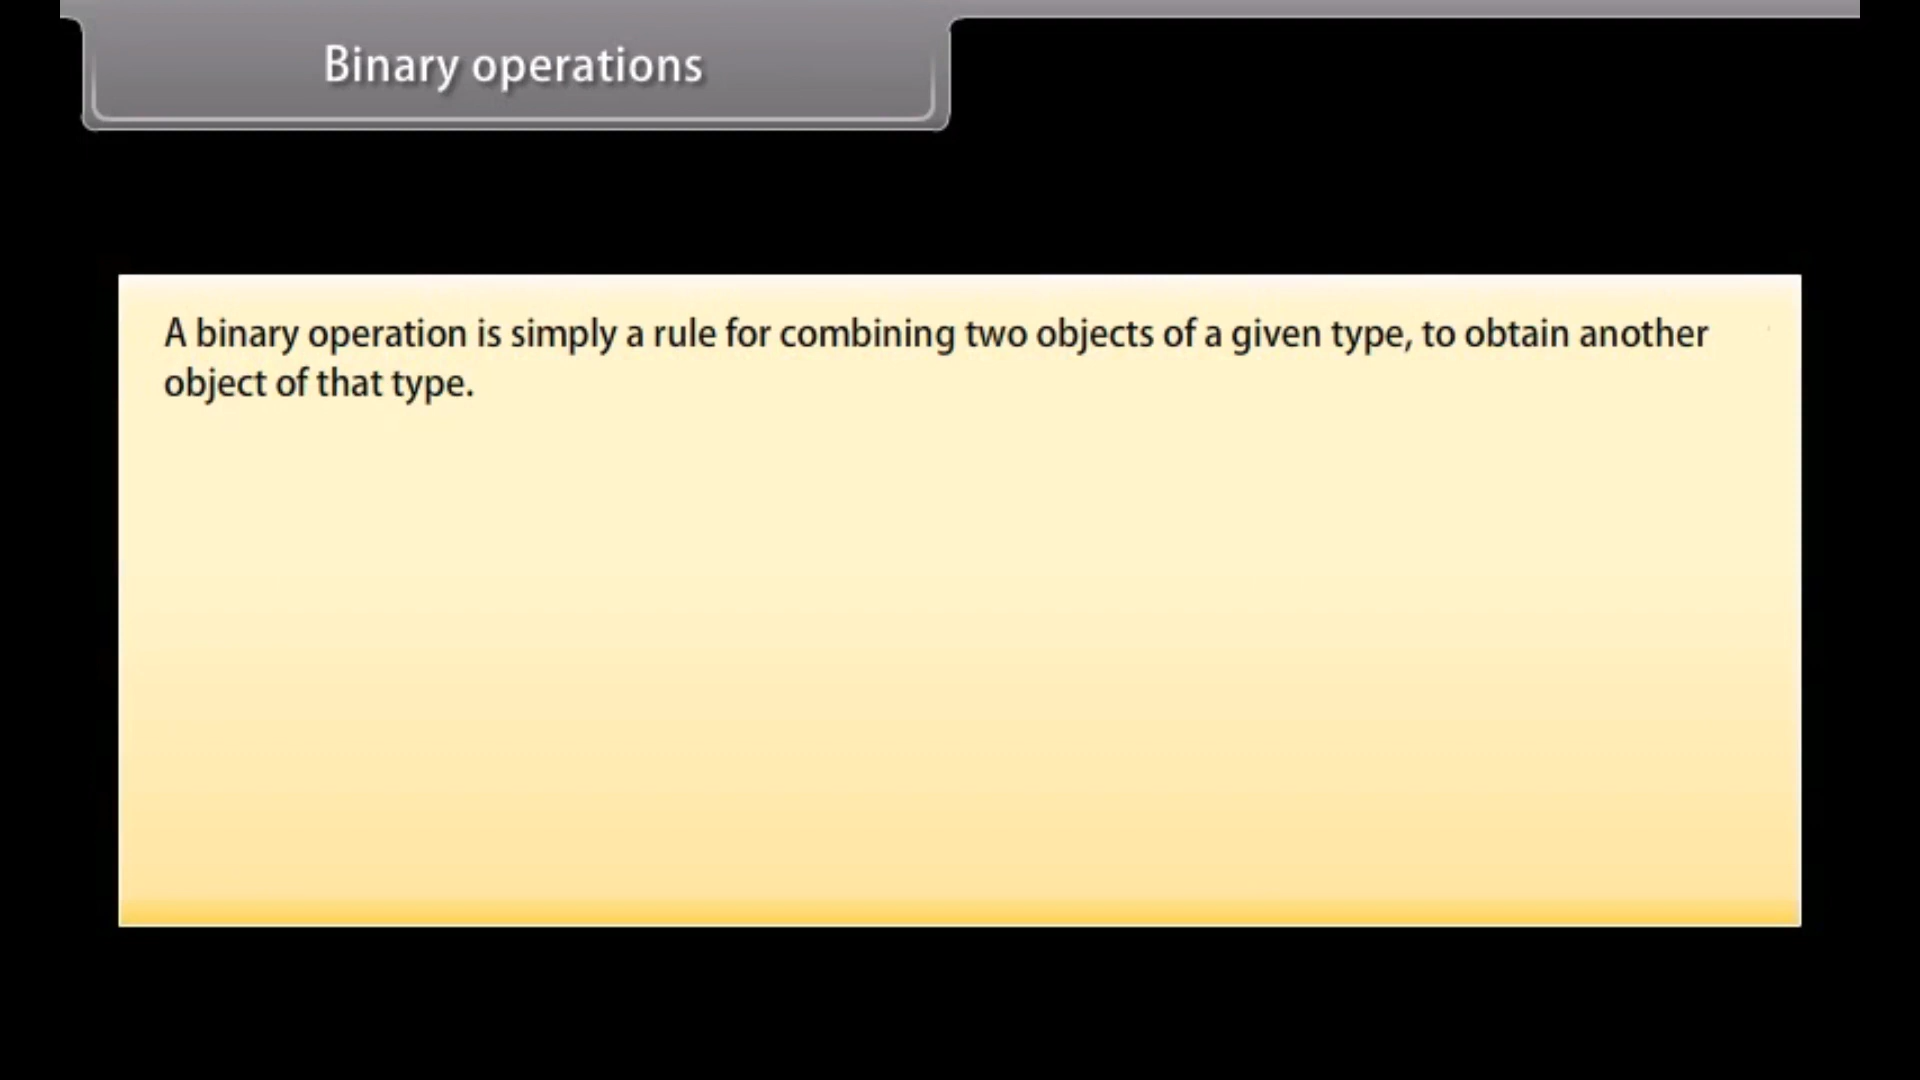 Binary operations
A binary operation is simply a rule for combining two objects of a given type, to obtain another
object of that type.